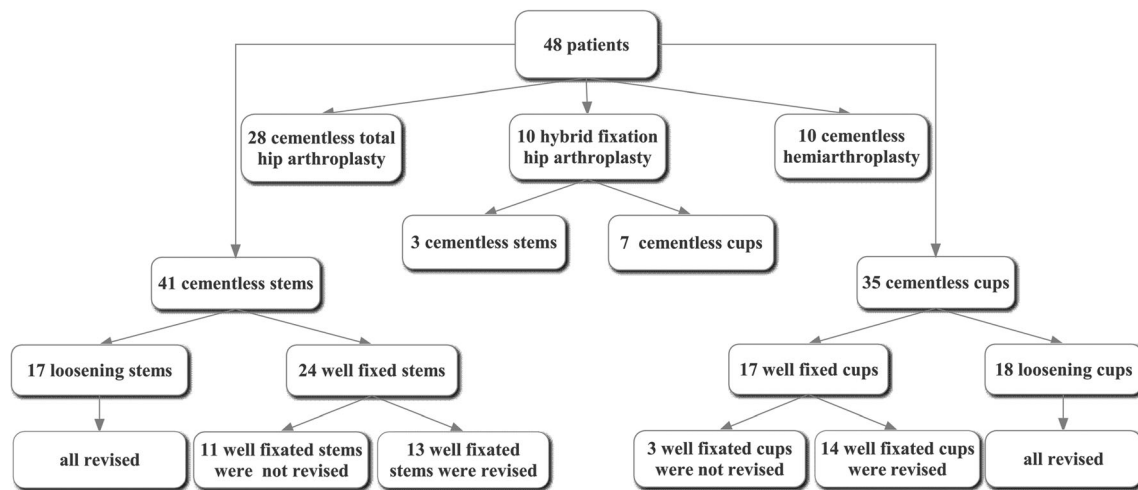 48 patients
28 cementless total
hip arthroplasty
10 hybrid fixation
hip arthroplasty
10 cementless
hemiarthroplasty
3 cementless stems
7 cementless cups
41 cementless stems
35 cementless cups
17 loosening stems
24 well fixed stems
17 well fixed cups
18 loosening cups
all revised
11 well fixated stems
were not revised
13 well fixated
stems were revised
3 well fixated cups
were not revised
14 well fixated cups
were revised
all revised